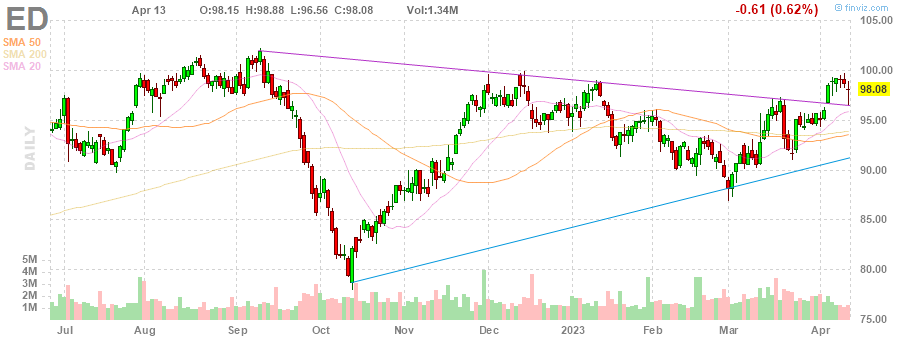 ED
Apr 13 O:98.15 H:98.88 L:96.56 C:98.08 Vol:1.34M -0.61 (0.62%) finviz.com
SMA 50
SMA 200
SMA 20
DAILY
105.00
100.00
98.08
95.00
90.00
85.00
80.00
75.00
5M
4M
3M
2M
1M
Jul Aug Sep Oct Nov Dec 2023 Feb Mar Apr